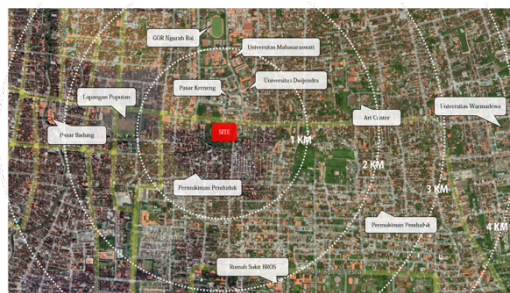 GOR Ngurah Rai
Universitas Mahasaraswati
Universitas Dwijendra
Pasar Kereneng
Lapangan Puputan
Universitas Warmadewa
Art Center
Pasar Badung
SITE
1 KM
2 KM
Permukiman Penduduk
3 KM
Permukiman Penduduk
4 KM
Rumah Sakit BROS